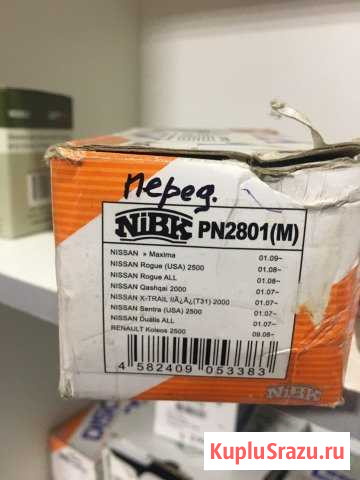 перед.
NiBK PN2801(M)
NISSAN » Maxima 01.09~
NISSAN Rogue (USA) 2500 01.08~
NISSAN Rogue ALL 01.08~
NISSAN Qashqai 2000 01.07~
NISSAN X-TRAIL IIÂ¿Â¿(T31) 2000 01.07~
NISSAN Sentra (USA) 2500 01.07~
NISSAN Dualis ALL 01.07~
RENAULT Koleos 2500 09.08~
4 582409 053383
NiBK
DISC
KupluSrazu.ru